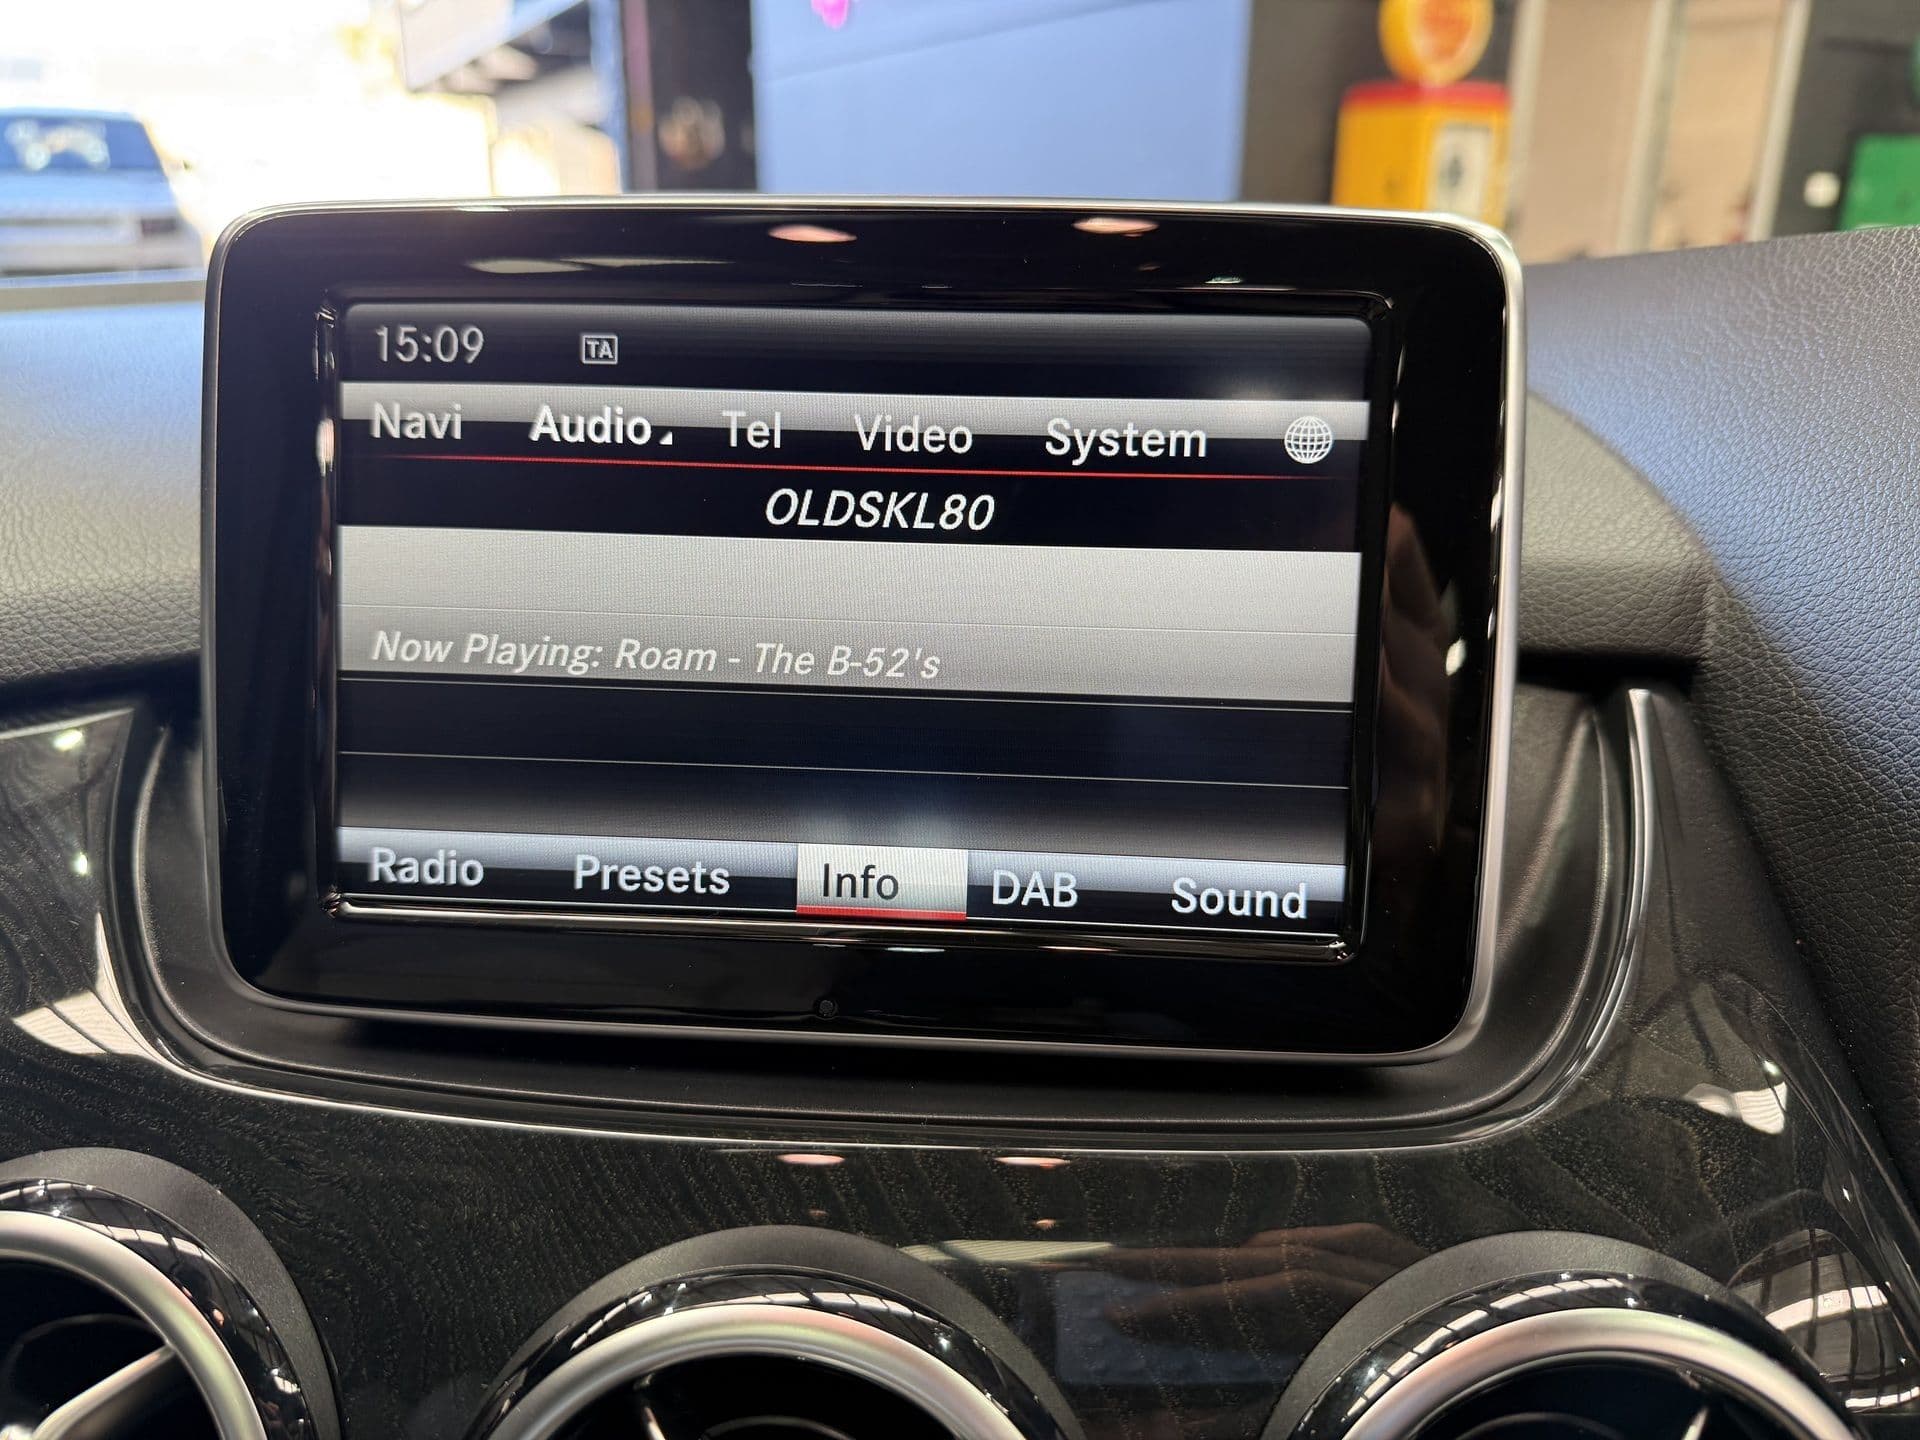 15:09 TA
Navi Audio Tel Video System
OLDSKL80
Now Playing: Roam - The B-52's
Radio Presets Info DAB Sound